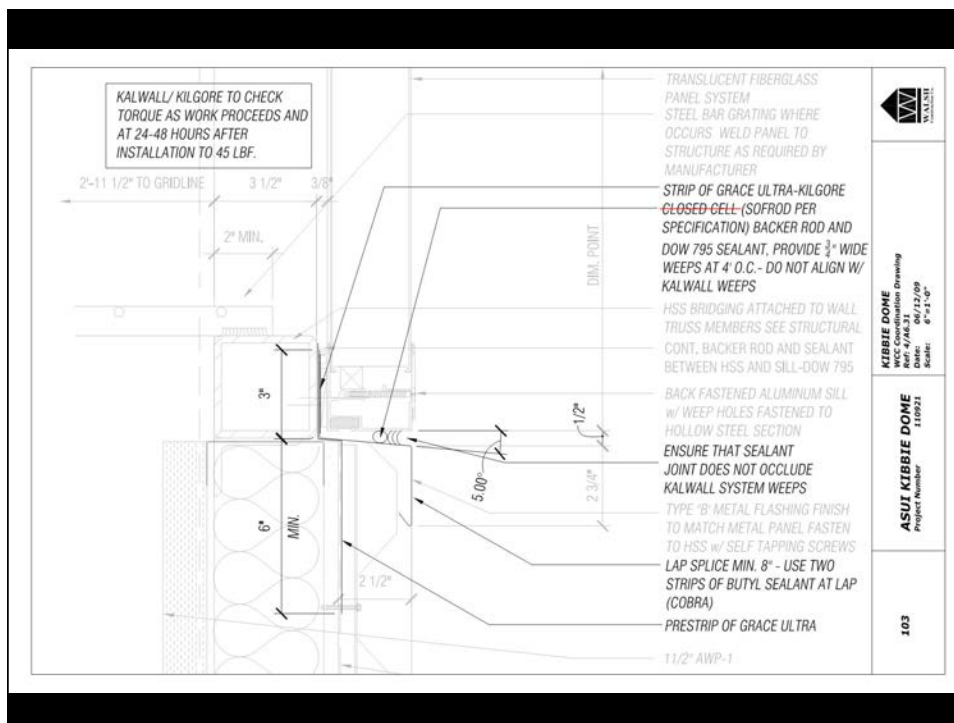 KALWALL/ KILGORE TO CHECK
TORQUE AS WORK PROCEEDS AND
AT 24-48 HOURS AFTER
INSTALLATION TO 45 LBF.
2'-11 1/2" TO GRIDLINE
3 1/2"
3/8"
2" MIN.
3"
6"
MIN.
2 1/2"
5.00°
1/2"
2 3/4"
DIM. POINT
TRANSLUCENT FIBERGLASS
PANEL SYSTEM
STEEL BAR GRATING WHERE
OCCURS WELD PANEL TO
STRUCTURE AS REQUIRED BY
MANUFACTURER
STRIP OF GRACE ULTRA-KILGORE
CLOSED CELL (SOFROD PER
SPECIFICATION) BACKER ROD AND
DOW 795 SEALANT, PROVIDE " WIDE
WEEPS AT 4' O.C.- DO NOT ALIGN W/
KALWALL WEEPS
HSS BRIDGING ATTACHED TO WALL
TRUSS MEMBERS SEE STRUCTURAL
CONT. BACKER ROD AND SEALANT
BETWEEN HSS AND SILL-DOW 795
BACK FASTENED ALUMINUM SILL
w/ WEEP HOLES FASTENED TO
HOLLOW STEEL SECTION
ENSURE THAT SEALANT
JOINT DOES NOT OCCLUDE
KALWALL SYSTEM WEEPS
TYPE 'B' METAL FLASHING FINISH
TO MATCH METAL PANEL FASTEN
TO HSS w/ SELF TAPPING SCREWS
LAP SPLICE MIN. 8" - USE TWO
STRIPS OF BUTYL SEALANT AT LAP
(COBRA)
PRESTRIP OF GRACE ULTRA
11/2" AWP-1
WALSH
Construction Co.
KIBBIE DOME
WCC Coordination Drawing
Ref: 4/A6.31
Date: 06/12/09
Scale: 6"=1'-0"
ASUI KIBBIE DOME
Project Number 110921
103